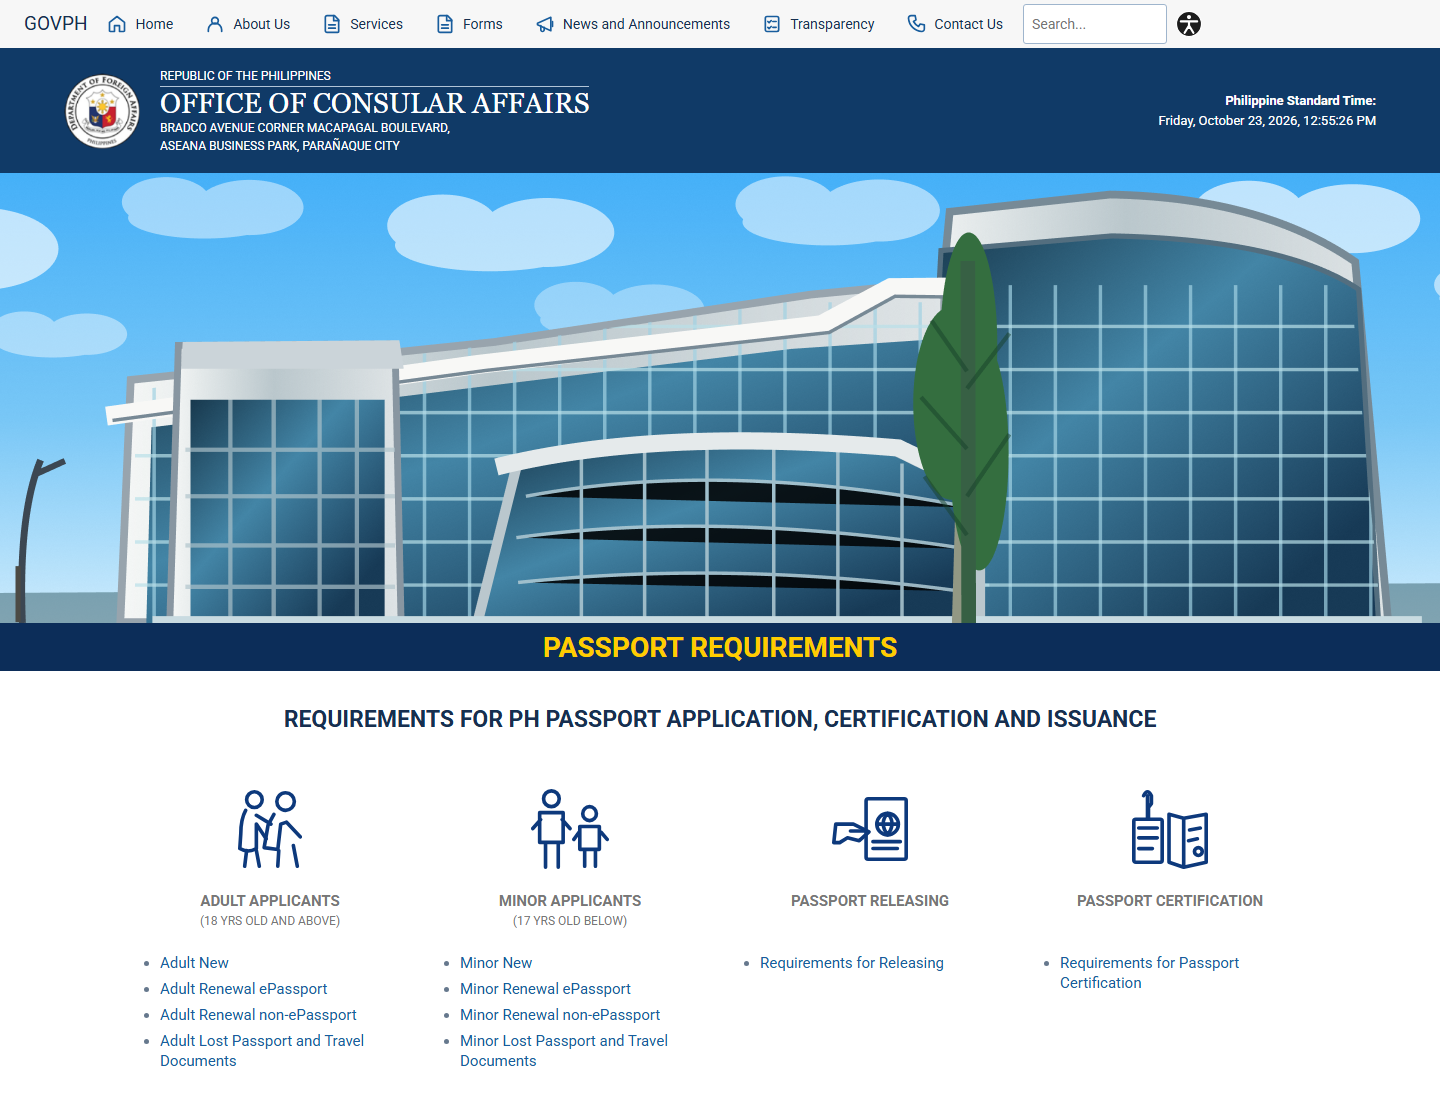 GOVPH
Home
About Us
Services
Forms
News and Announcements
Transparency
Contact Us
Search...
DEPARTMENT OF FOREIGN AFFAIRS
PHILIPPINES
REPUBLIC OF THE PHILIPPINES
OFFICE OF CONSULAR AFFAIRS
BRADCO AVENUE CORNER MACAPAGAL BOULEVARD,
ASEANA BUSINESS PARK, PARAÑAQUE CITY
Philippine Standard Time:
Friday, October 23, 2026, 12:55:26 PM
PASSPORT REQUIREMENTS
REQUIREMENTS FOR PH PASSPORT APPLICATION, CERTIFICATION AND ISSUANCE
ADULT APPLICANTS
(18 YRS OLD AND ABOVE)
Adult New
Adult Renewal ePassport
Adult Renewal non-ePassport
Adult Lost Passport and Travel
Documents
MINOR APPLICANTS
(17 YRS OLD BELOW)
Minor New
Minor Renewal ePassport
Minor Renewal non-ePassport
Minor Lost Passport and Travel
Documents
PASSPORT RELEASING
Requirements for Releasing
PASSPORT CERTIFICATION
Requirements for Passport
Certification